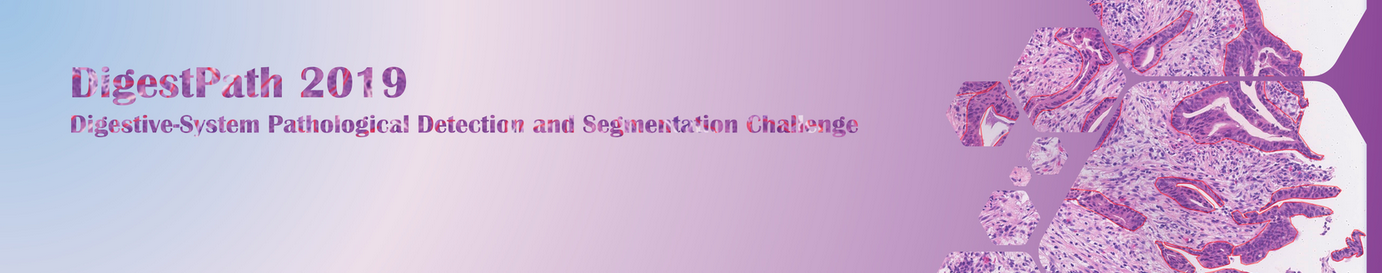 DigestPath 2019
Digestive-System Pathological Detection and Segmentation Challenge